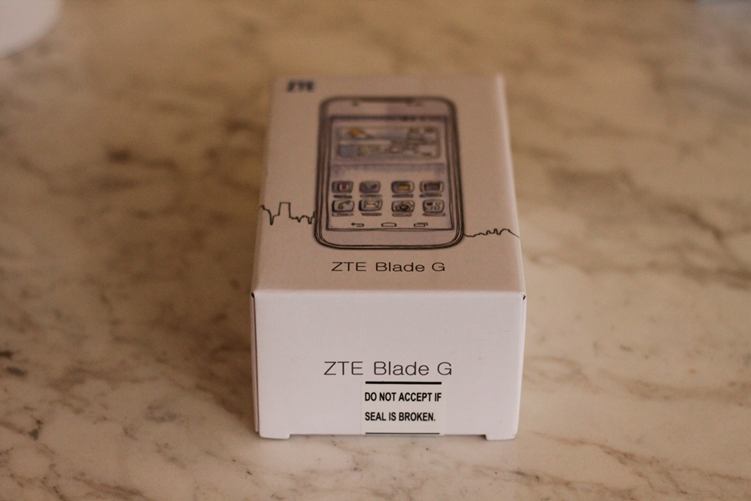 ZTE
ZTE Blade G
ZTE Blade G
DO NOT ACCEPT IF
SEAL IS BROKEN.